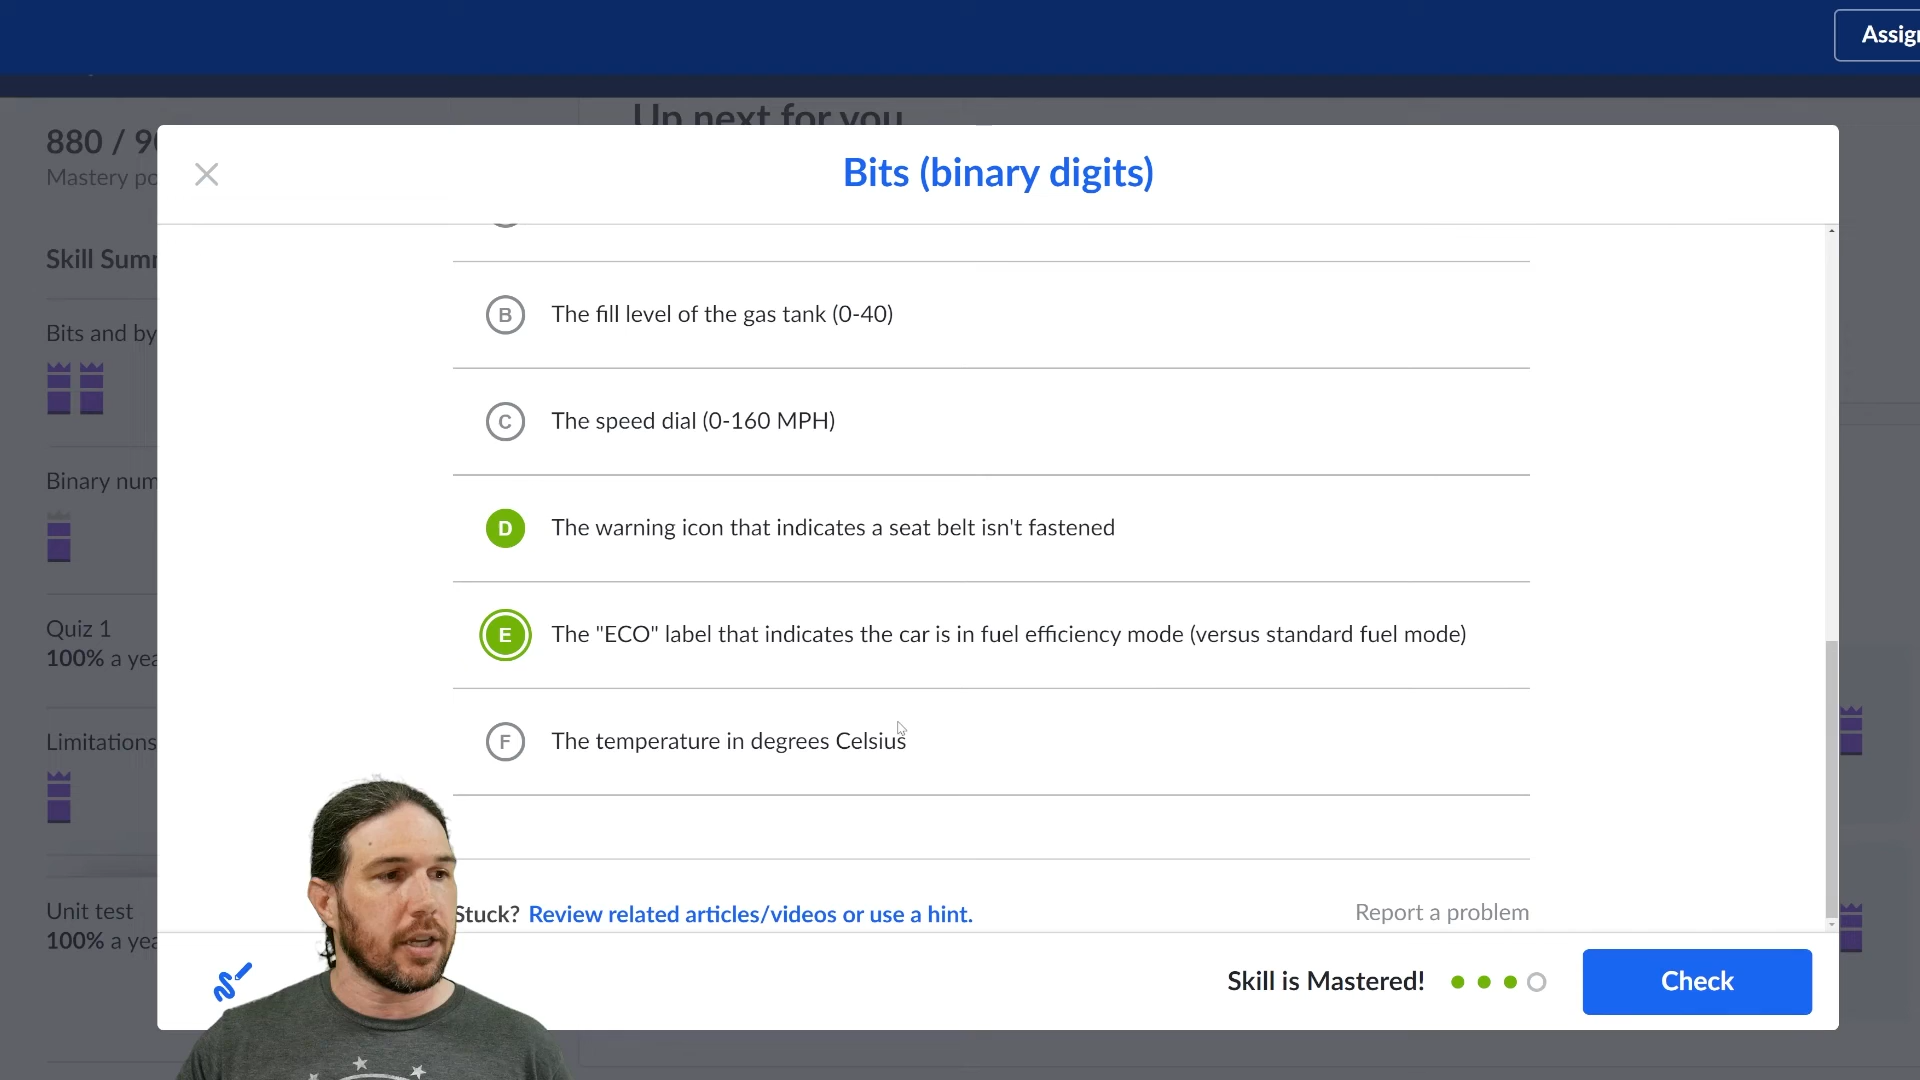 Assign
Up next for you
880 / 90
Mastery po
Bits (binary digits)
Skill Summ
Bits and by
B The fill level of the gas tank (0-40)
C The speed dial (0-160 MPH)
Binary num
D The warning icon that indicates a seat belt isn't fastened
Quiz 1
100% a yea
E The "ECO" label that indicates the car is in fuel efficiency mode (versus standard fuel mode)
Limitations
F The temperature in degrees Celsius
Unit test
100% a yea
Stuck? Review related articles/videos or use a hint.
Report a problem
Skill is Mastered!
Check